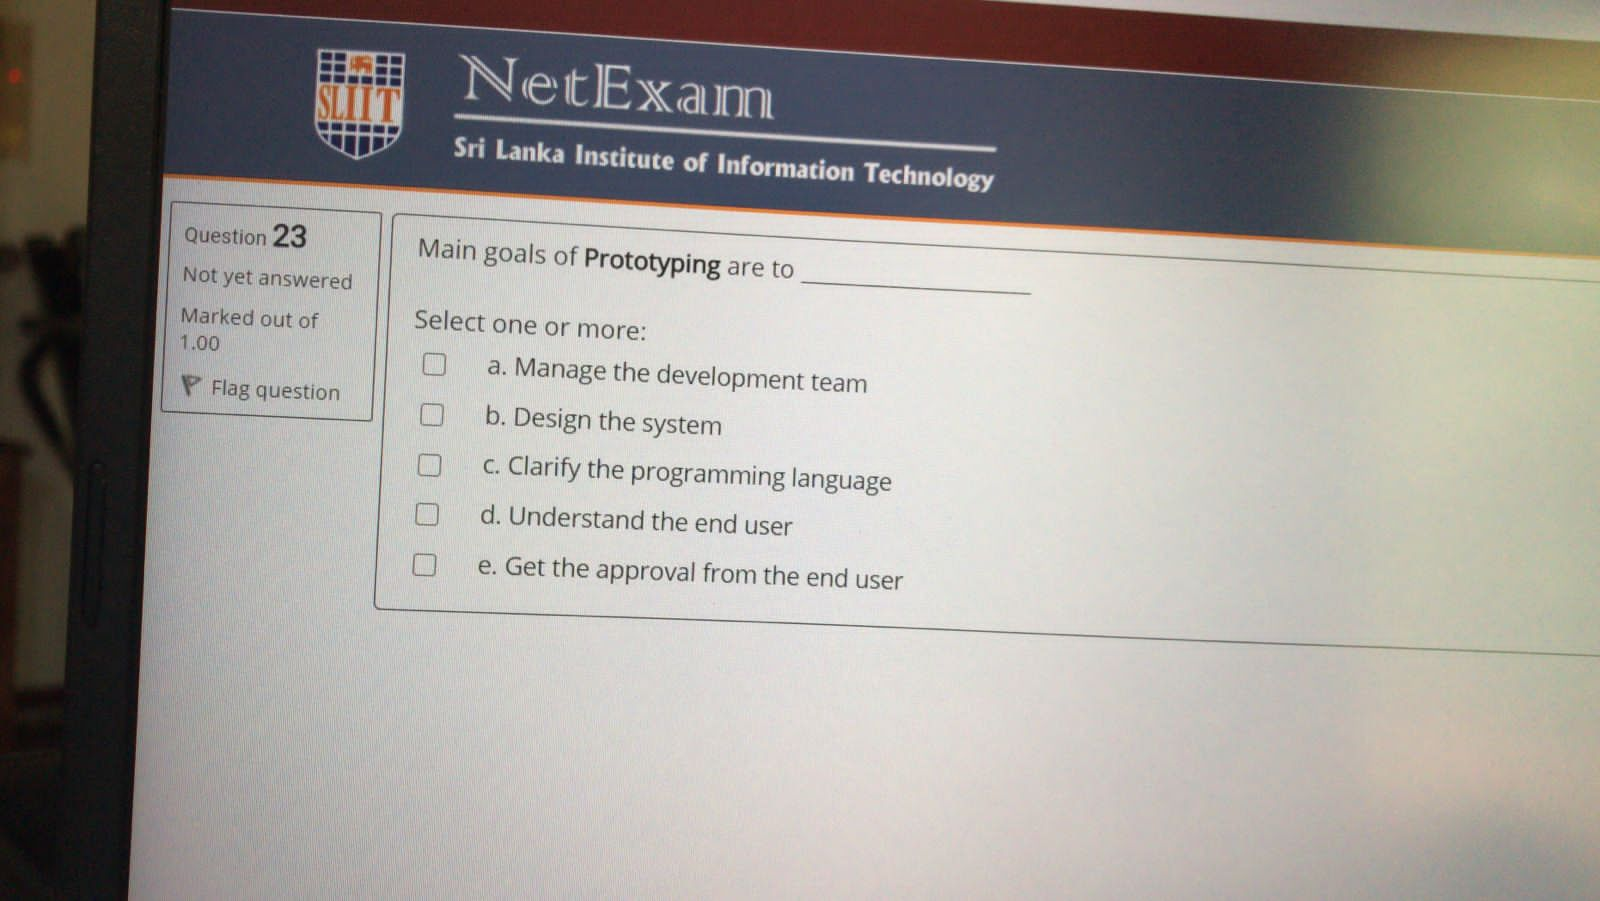 SLIIT
NetExam
Sri Lanka Institute of Information Technology
Question 23
Not yet answered
Marked out of
1.00
Flag question
Main goals of Prototyping are to ____________________
Select one or more:
a. Manage the development team
b. Design the system
c. Clarify the programming language
d. Understand the end user
e. Get the approval from the end user